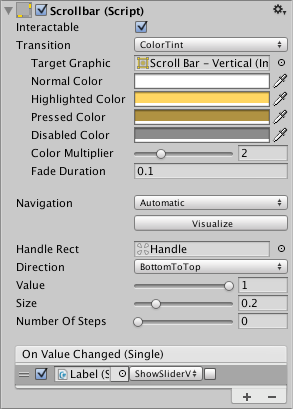 Scrollbar (Script)
Interactable
Transition ColorTint
Target Graphic Scroll Bar – Vertical (In
Normal Color
Highlighted Color
Pressed Color
Disabled Color
Color Multiplier 2
Fade Duration 0.1
Navigation Automatic
Visualize
Handle Rect Handle
Direction BottomToTop
Value 1
Size 0.2
Number Of Steps 0
On Value Changed (Single)
Label (S ShowSliderV
+ −